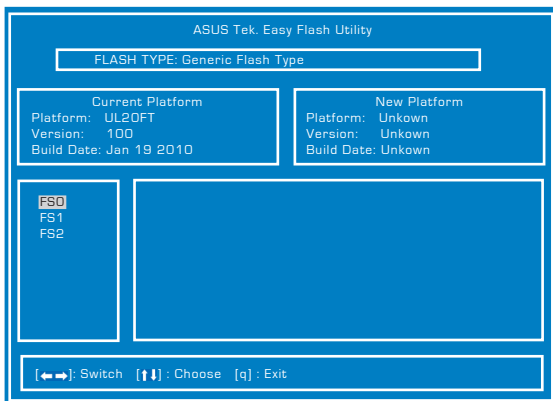 ASUS Tek. Easy Flash Utility
FLASH TYPE: Generic Flash Type
Current Platform
Platform: UL20FT
Version: 100
Build Date: Jan 19 2010
New Platform
Platform: Unkown
Version: Unkown
Build Date: Unkown
FS0
FS1
FS2
[←→]: Switch [↑↓] : Choose [q] : Exit